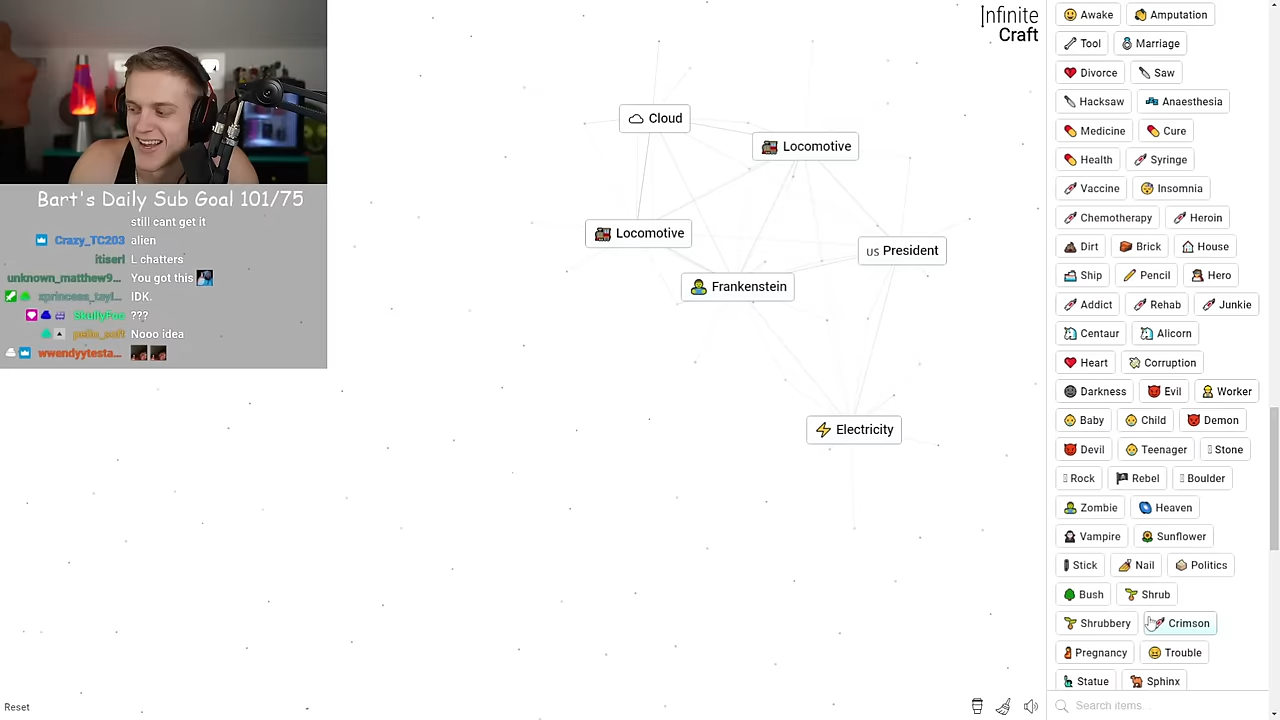 Infinite
Craft
Cloud
Locomotive
Locomotive
US President
Frankenstein
Electricity
Bart's Daily Sub Goal 101/75
still cant get it
Crazy_TC203 alien
itiserl L chatters
unknown_matthew9... You got this
xprincess_tayl... IDK.
SkullyFoo ???
Nooo idea
wwendyytesta...
Awake Amputation
Tool Marriage
Divorce Saw
Hacksaw Anaesthesia
Medicine Cure
Health Syringe
Vaccine Insomnia
Chemotherapy Heroin
Dirt Brick House
Ship Pencil Hero
Addict Rehab Junkie
Centaur Alicorn
Heart Corruption
Darkness Evil Worker
Baby Child Demon
Devil Teenager Stone
Rock Rebel Boulder
Zombie Heaven
Vampire Sunflower
Stick Nail Politics
Bush Shrub
Shrubbery Crimson
Pregnancy Trouble
Statue Sphinx
Search items...
Reset